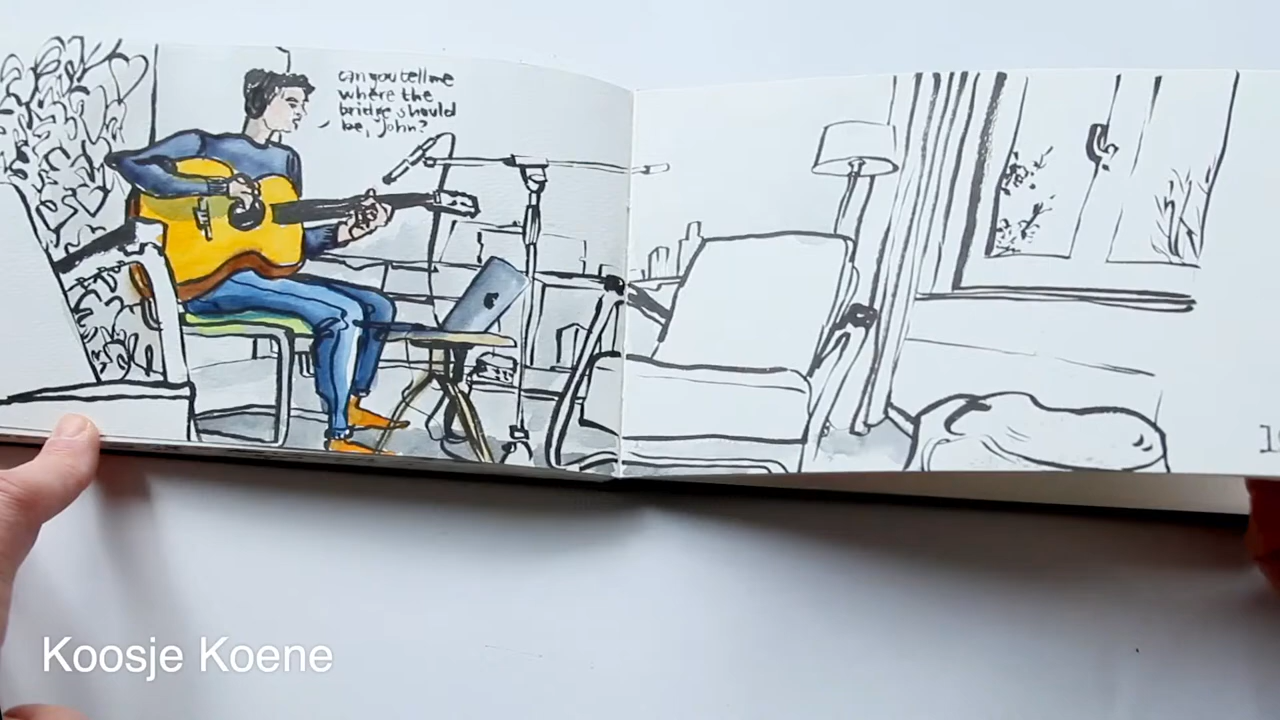 can you tell me
where the
bridge should
be, John?
Koosje Koene